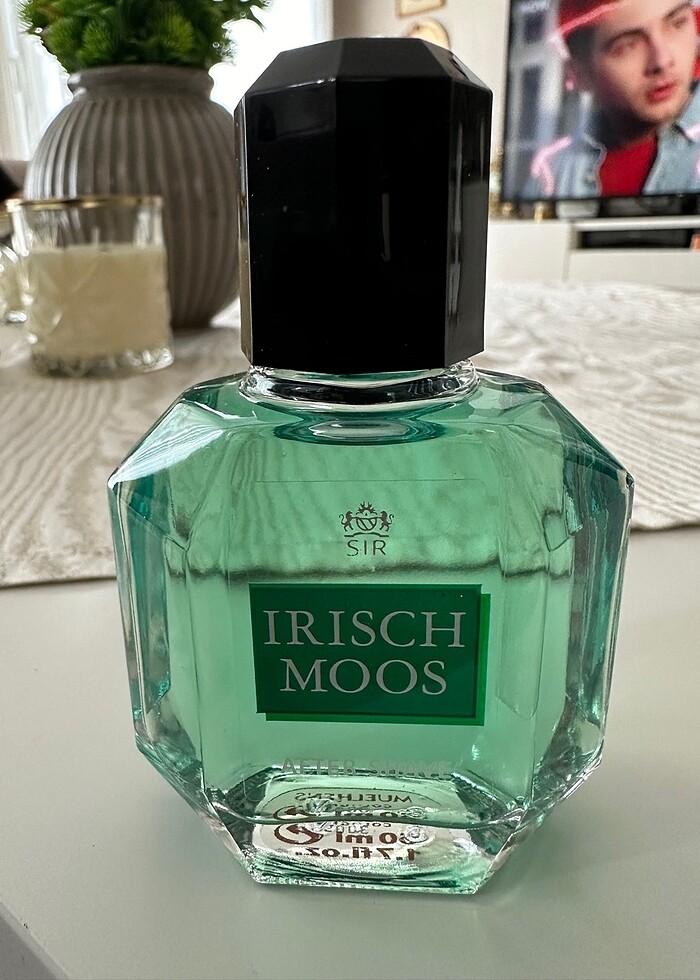 SIR
IRISCH
MOOS
AFTER SHAVE
MUELHENS
50 ml
1.7 fl.oz.